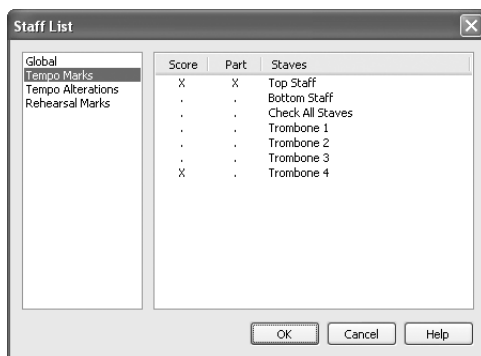 Staff List
Global
Tempo Marks
Tempo Alterations
Rehearsal Marks
Score Part Staves
X X Top Staff
. . Bottom Staff
. . Check All Staves
. . Trombone 1
. . Trombone 2
. . Trombone 3
X . Trombone 4
OK Cancel Help